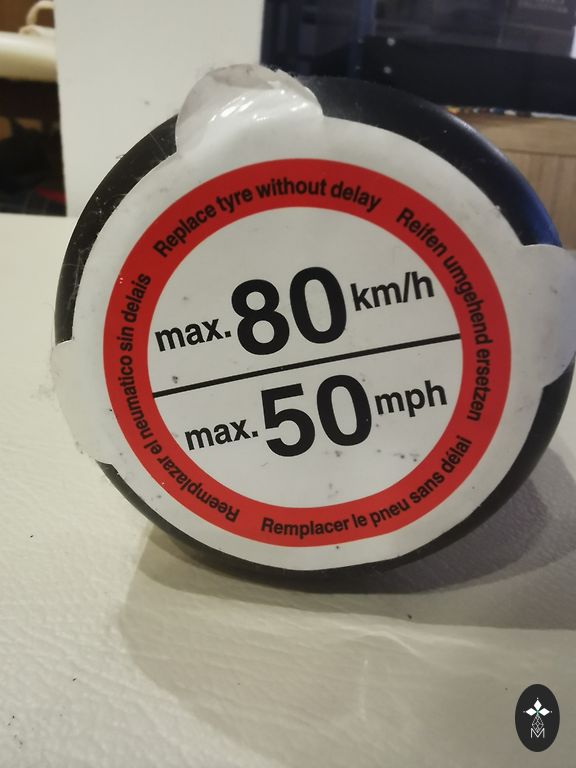 Replace tyre without delay
Reifen umgehend ersetzen
Remplacer le pneu sans délai
Reemplazar el neumatico sin delais
max. 80 km/h
max. 50 mph
M